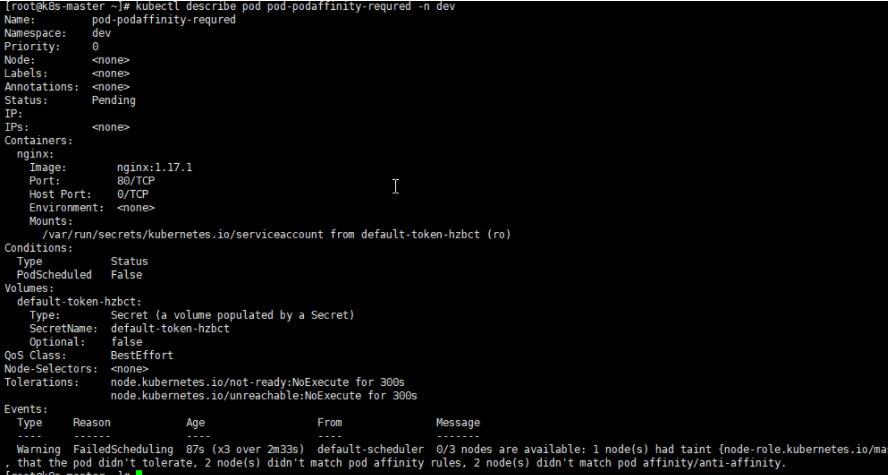 [root@k8s-master ~]# kubectl describe pod pod-podaffinity-requred -n dev
Name:         pod-podaffinity-requred
Namespace:    dev
Priority:     0
Node:         <none>
Labels:       <none>
Annotations:  <none>
Status:       Pending
IP:
IPs:          <none>
Containers:
  nginx:
    Image:        nginx:1.17.1
    Port:         80/TCP
    Host Port:    0/TCP
    Environment:  <none>
    Mounts:
      /var/run/secrets/kubernetes.io/serviceaccount from default-token-hzbct (ro)
Conditions:
  Type           Status
  PodScheduled   False
Volumes:
  default-token-hzbct:
    Type:        Secret (a volume populated by a Secret)
    SecretName:  default-token-hzbct
    Optional:    false
QoS Class:       BestEffort
Node-Selectors:  <none>
Tolerations:     node.kubernetes.io/not-ready:NoExecute for 300s
                 node.kubernetes.io/unreachable:NoExecute for 300s
Events:
  Type     Reason            Age                   From               Message
  ----     ------            ----                  ----               -------
  Warning  FailedScheduling  87s (x3 over 2m33s)  default-scheduler  0/3 nodes are available: 1 node(s) had taint {node-role.kubernetes.io/ma
, that the pod didn't tolerate, 2 node(s) didn't match pod affinity rules, 2 node(s) didn't match pod affinity/anti-affinity.